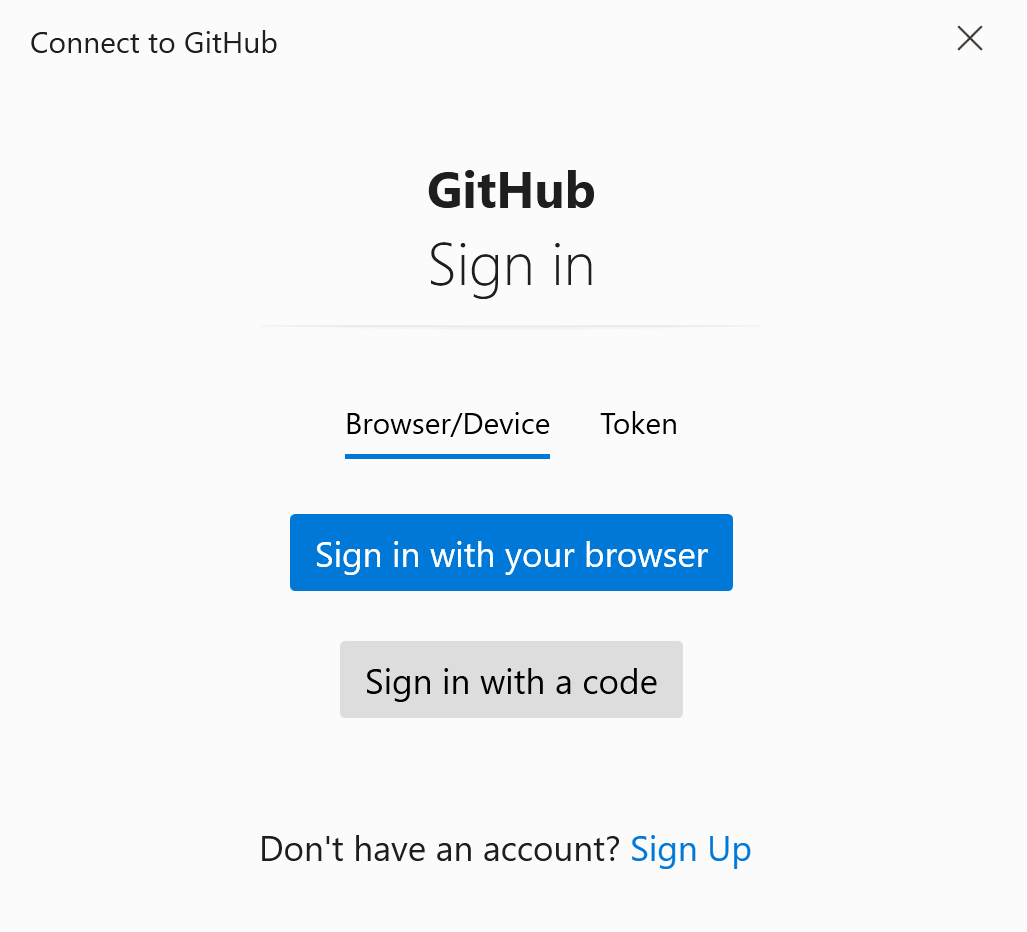 Connect to GitHub
GitHub
Sign in
Browser/Device Token
Sign in with your browser
Sign in with a code
Don't have an account? Sign Up